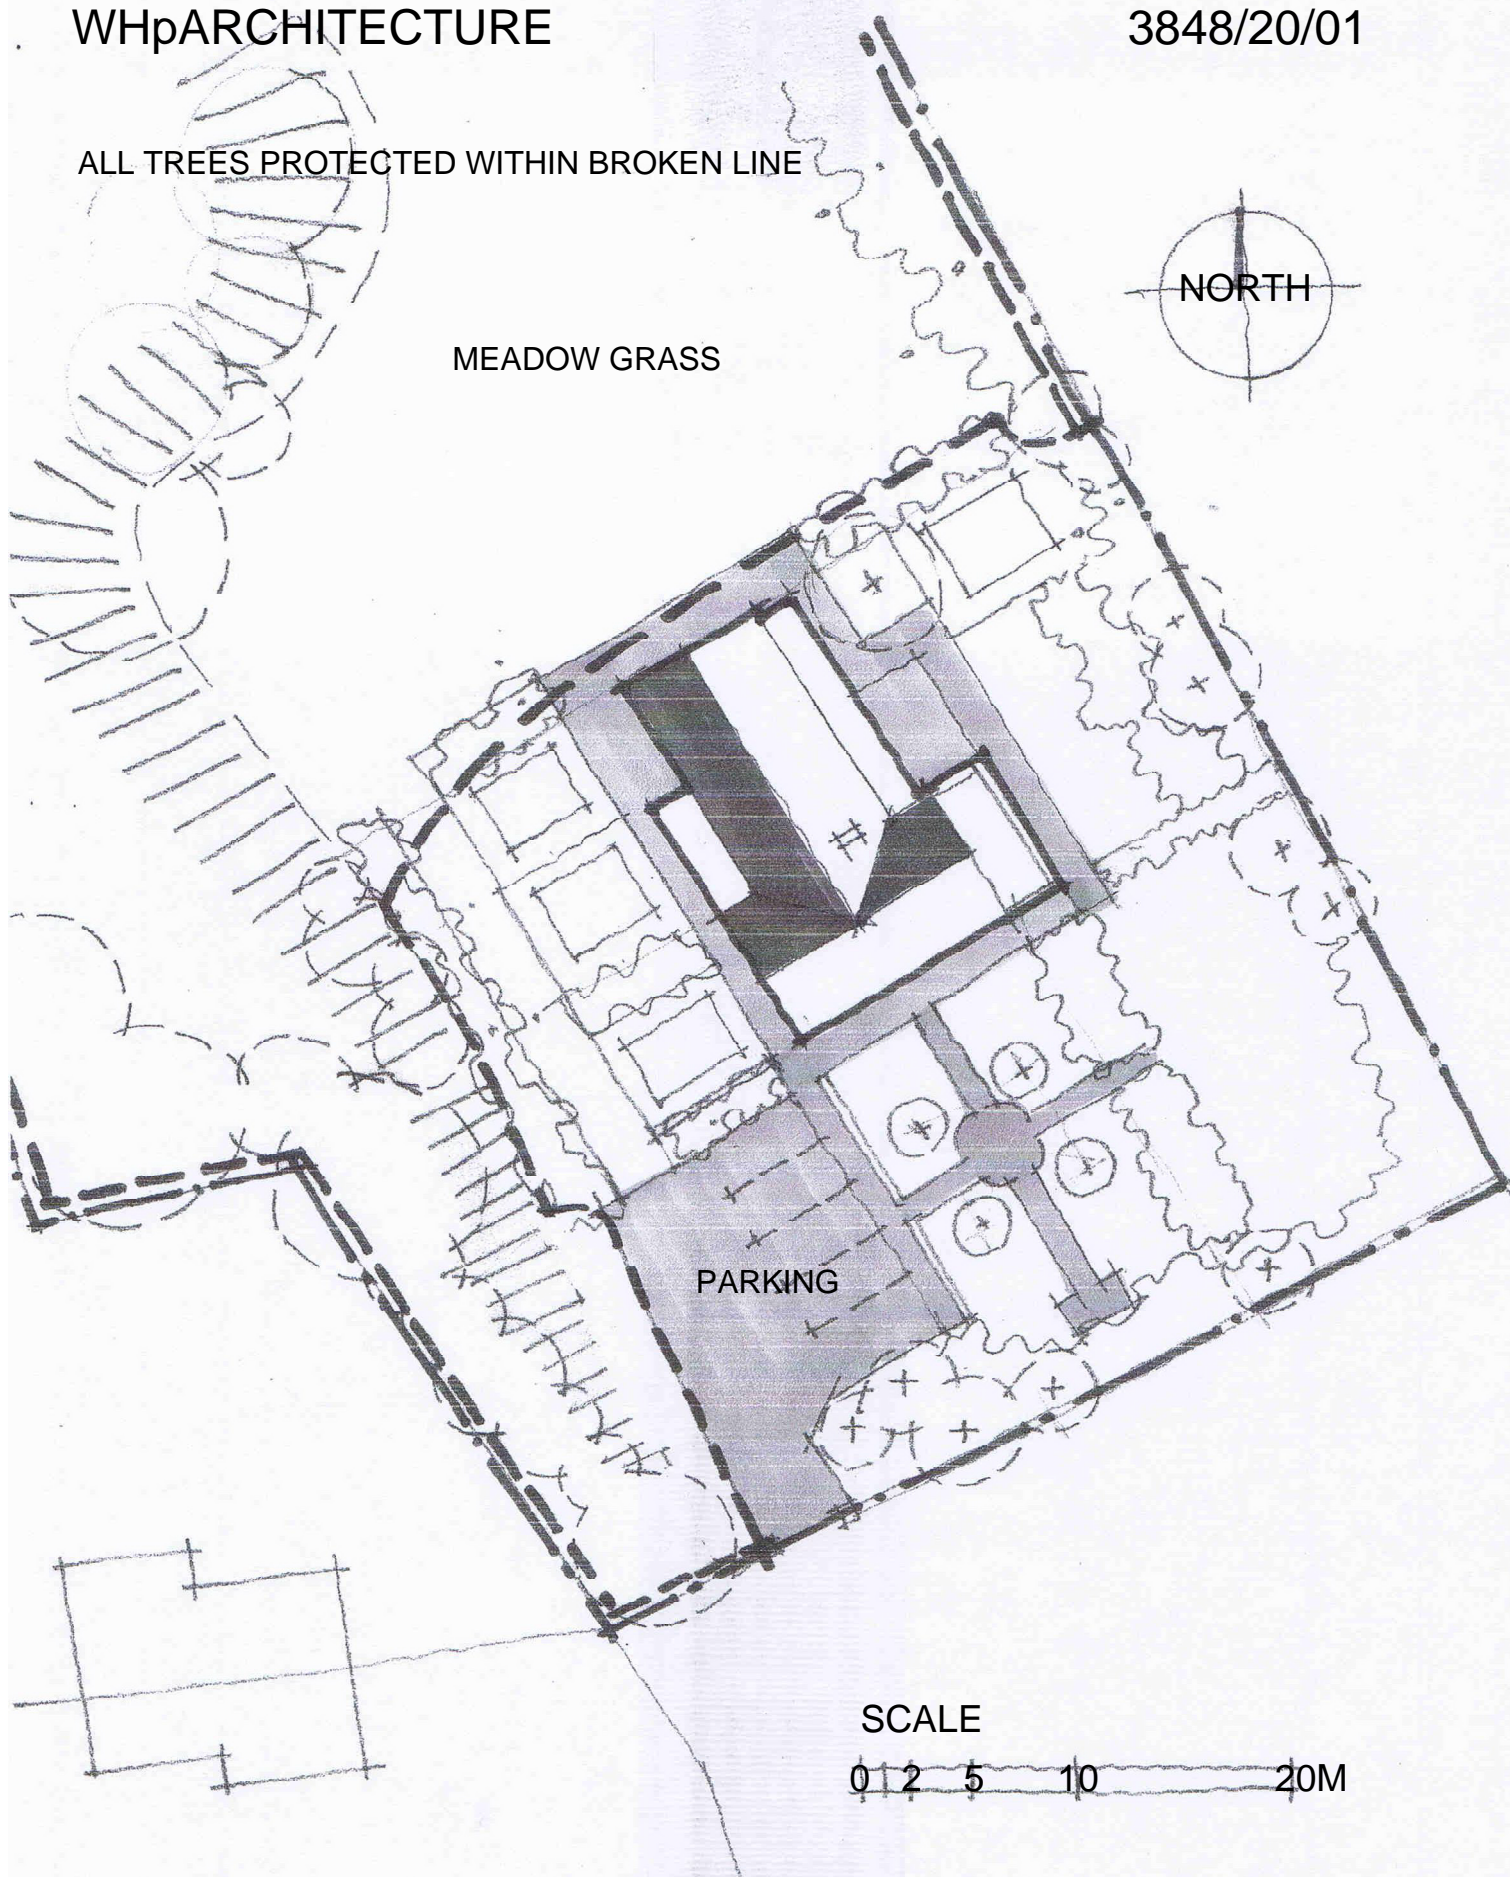 WHpARCHITECTURE
3848/20/01
ALL TREES PROTECTED WITHIN BROKEN LINE
NORTH
MEADOW GRASS
PARKING
SCALE
0 2 5 10 20M